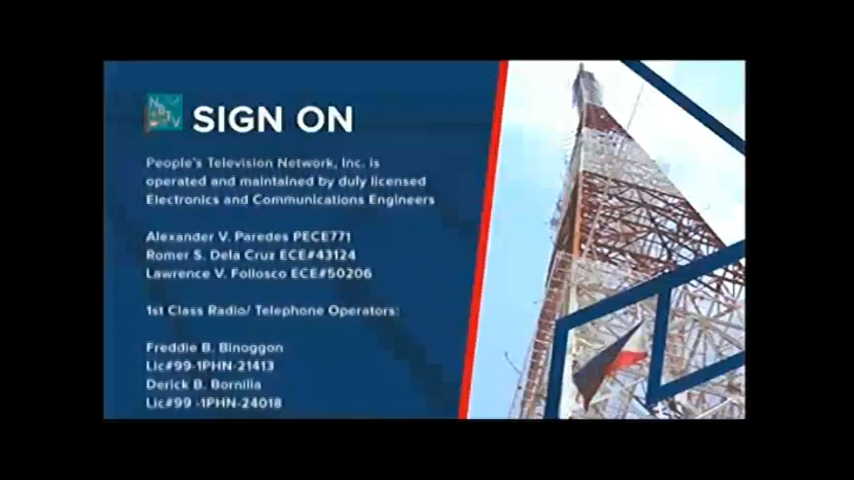 SIGN ON
People's Television Network, Inc. is
operated and maintained by duly licensed
Electronics and Communications Engineers
Alexander V. Paredes PECE771
Romer S. Dela Cruz ECE#43124
Lawrence V. Follosco ECE#50206
1st Class Radio/ Telephone Operators:
Freddie B. Binoggon
Lic#99-1PHN-21413
Derick B. Bornilia
Lic#99 -1PHN-24018